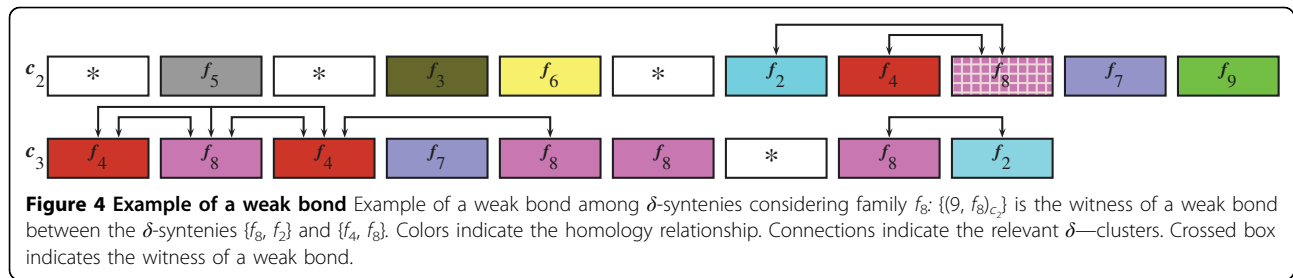 c₂ * f₅ * f₃ f₆ * f₂ f₄ f₈ f₇ f₉
c₃ f₄ f₈ f₄ f₇ f₈ f₈ * f₈ f₂
Figure 4 Example of a weak bond Example of a weak bond among δ-syntenies considering family f₈: {(9, f₈)c₂} is the witness of a weak bond
between the δ-syntenies {f₈, f₂} and {f₄, f₈}. Colors indicate the homology relationship. Connections indicate the relevant δ—clusters. Crossed box
indicates the witness of a weak bond.